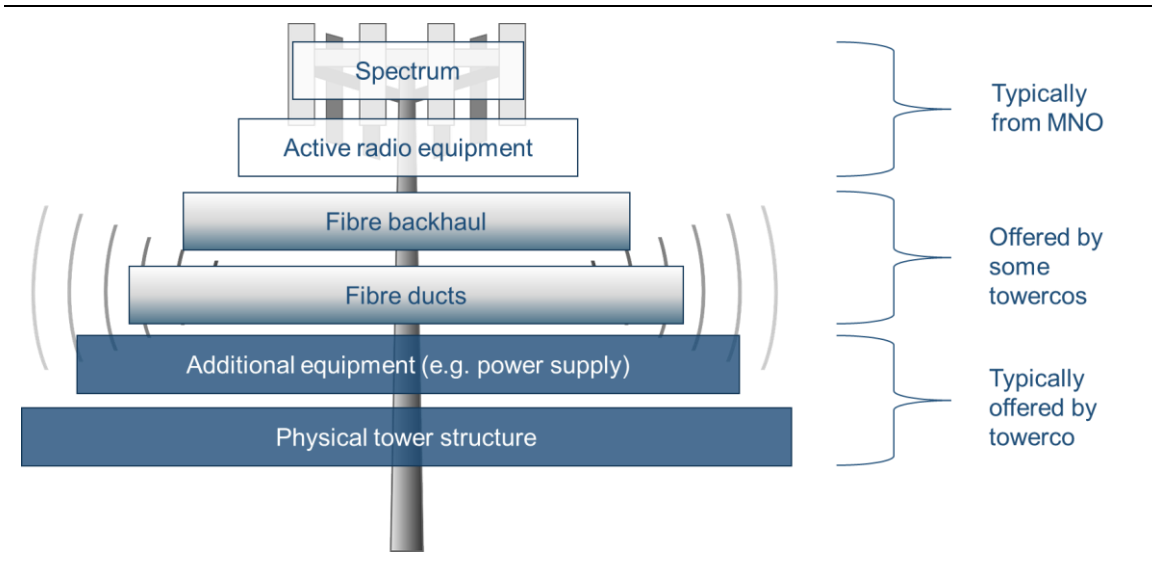 Spectrum
Active radio equipment
Typically
from MNO
Fibre backhaul
Fibre ducts
Offered by
some
towercos
Additional equipment (e.g. power supply)
Physical tower structure
Typically
offered by
towerco